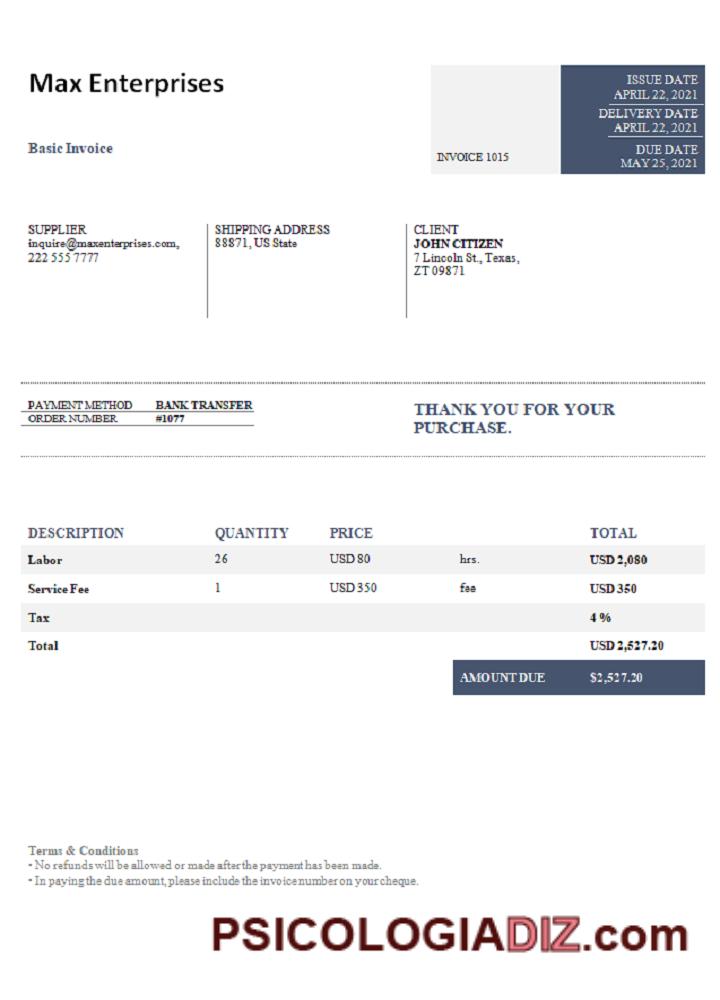 Max Enterprises
Basic Invoice
INVOICE 1015
ISSUE DATE
APRIL 22, 2021
DELIVERY DATE
APRIL 22, 2021
DUE DATE
MAY 25, 2021
SUPPLIER
inquire@maxenterprises.com,
222 555 7777
SHIPPING ADDRESS
88871, US State
CLIENT
JOHN CITIZEN
7 Lincoln St., Texas,
ZT 09871
PAYMENT METHOD BANK TRANSFER
ORDER NUMBER #1077
THANK YOU FOR YOUR
PURCHASE.
DESCRIPTION QUANTITY PRICE TOTAL
Labor 26 USD 80 hrs. USD 2,080
Service Fee 1 USD 350 fee USD 350
Tax 4 %
Total USD 2,527.20
AMOUNT DUE $2,527.20
Terms & Conditions
• No refunds will be allowed or made after the payment has been made.
• In paying the due amount, please include the invoice number on your cheque.
PSICOLOGIADIZ.com